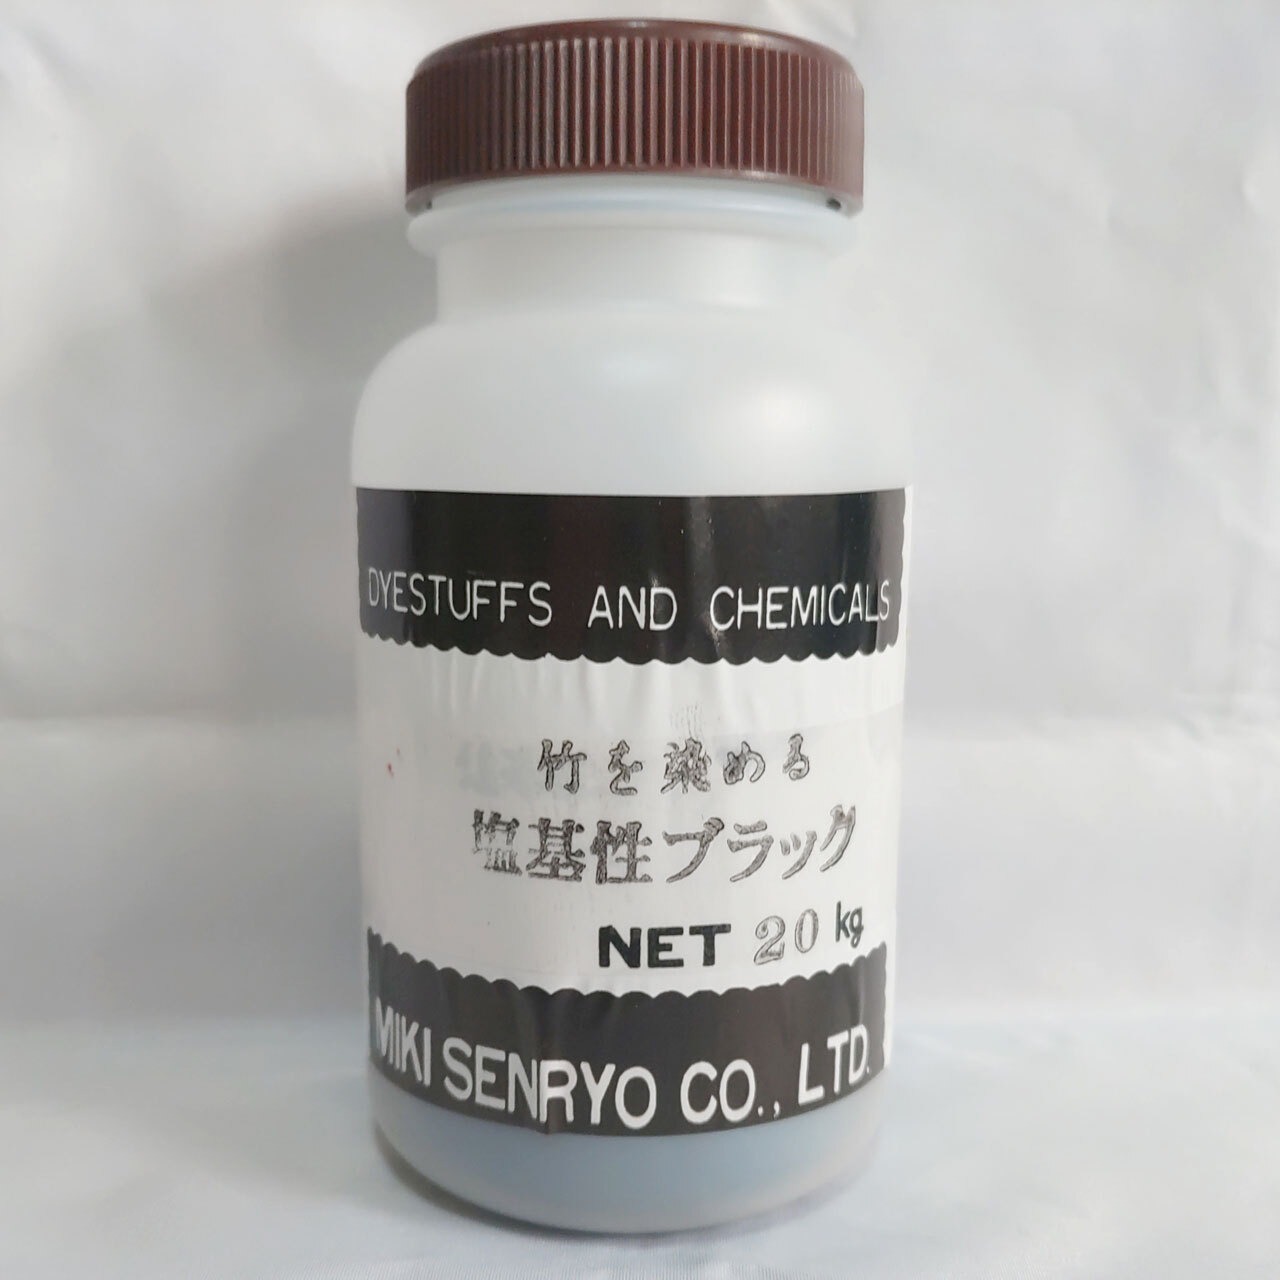 DYESTUFFS AND CHEMICALS
竹を染める
塩基性ブラック
NET 20 kg
MIKI SENRYO CO., LTD.